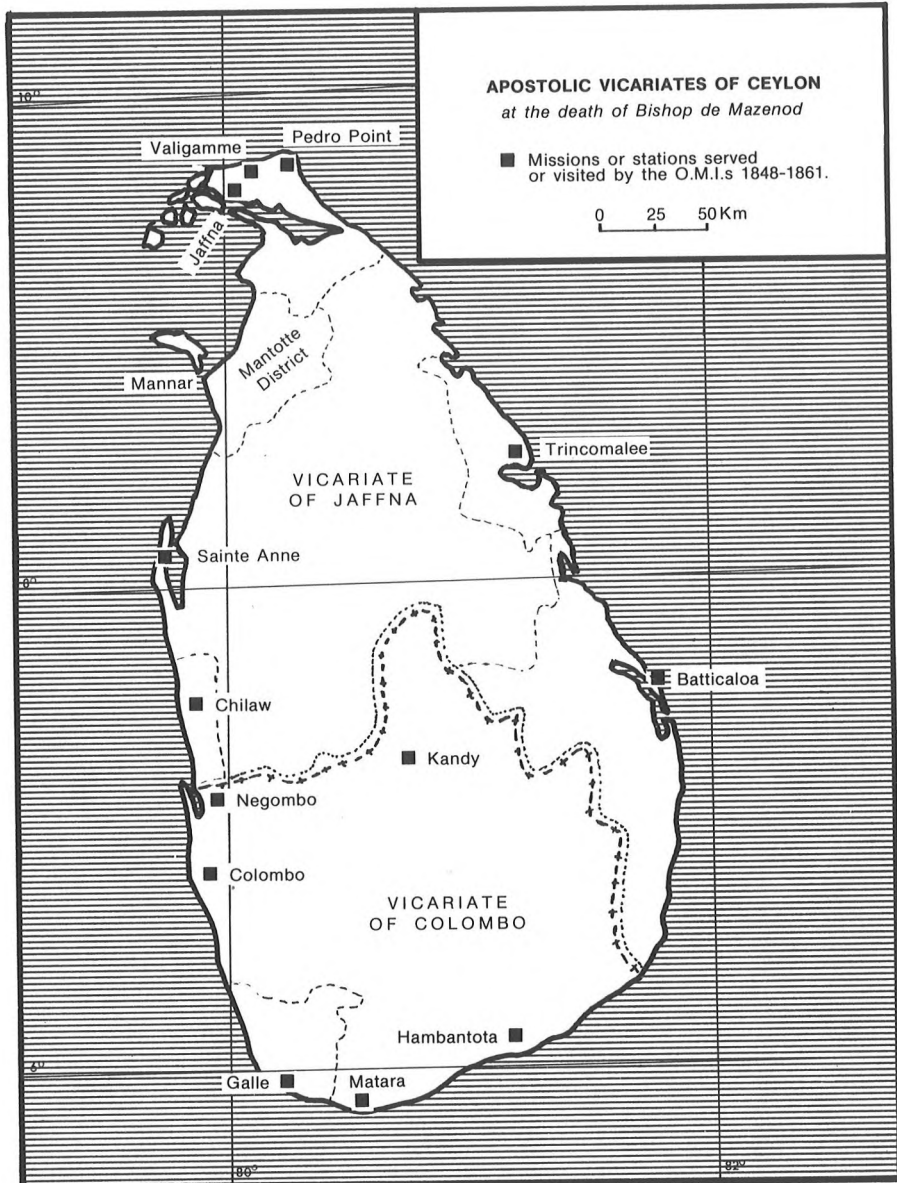 APOSTOLIC VICARIATES OF CEYLON
at the death of Bishop de Mazenod
Missions or stations served
or visited by the O.M.I.s 1848-1861.
0 25 50 Km
10°
Valigamme
Pedro Point
Jaffna
Mantotte
District
Mannar
Trincomalee
VICARIATE
OF JAFFNA
Sainte Anne
8°
Batticaloa
Chilaw
Kandy
Negombo
Colombo
VICARIATE
OF COLOMBO
Hambantota
6°
Galle
Matara
80°
82°